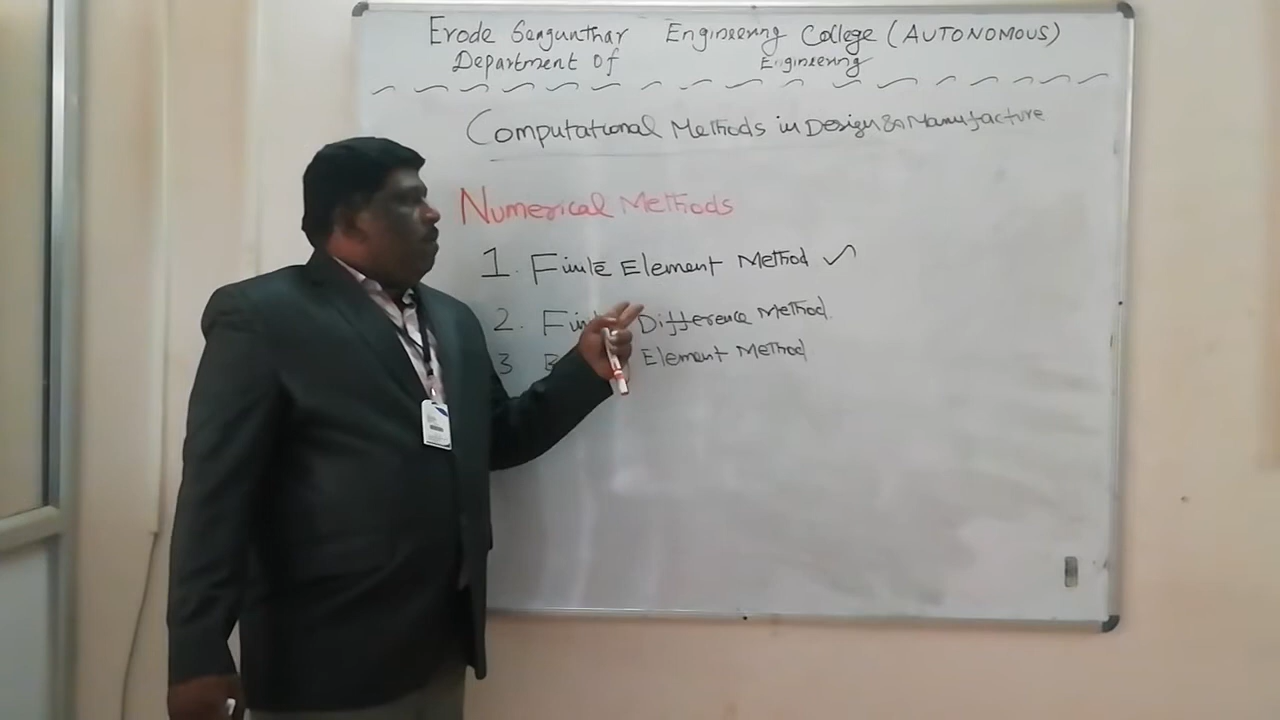 Erode Sengunthar Engineering College (AUTONOMOUS)
Department Of Engineering
Computational Methods in Design & Manufacture
Numerical Methods
1. Finite Element Method ✓
2. Difference Method.
3 Element Method